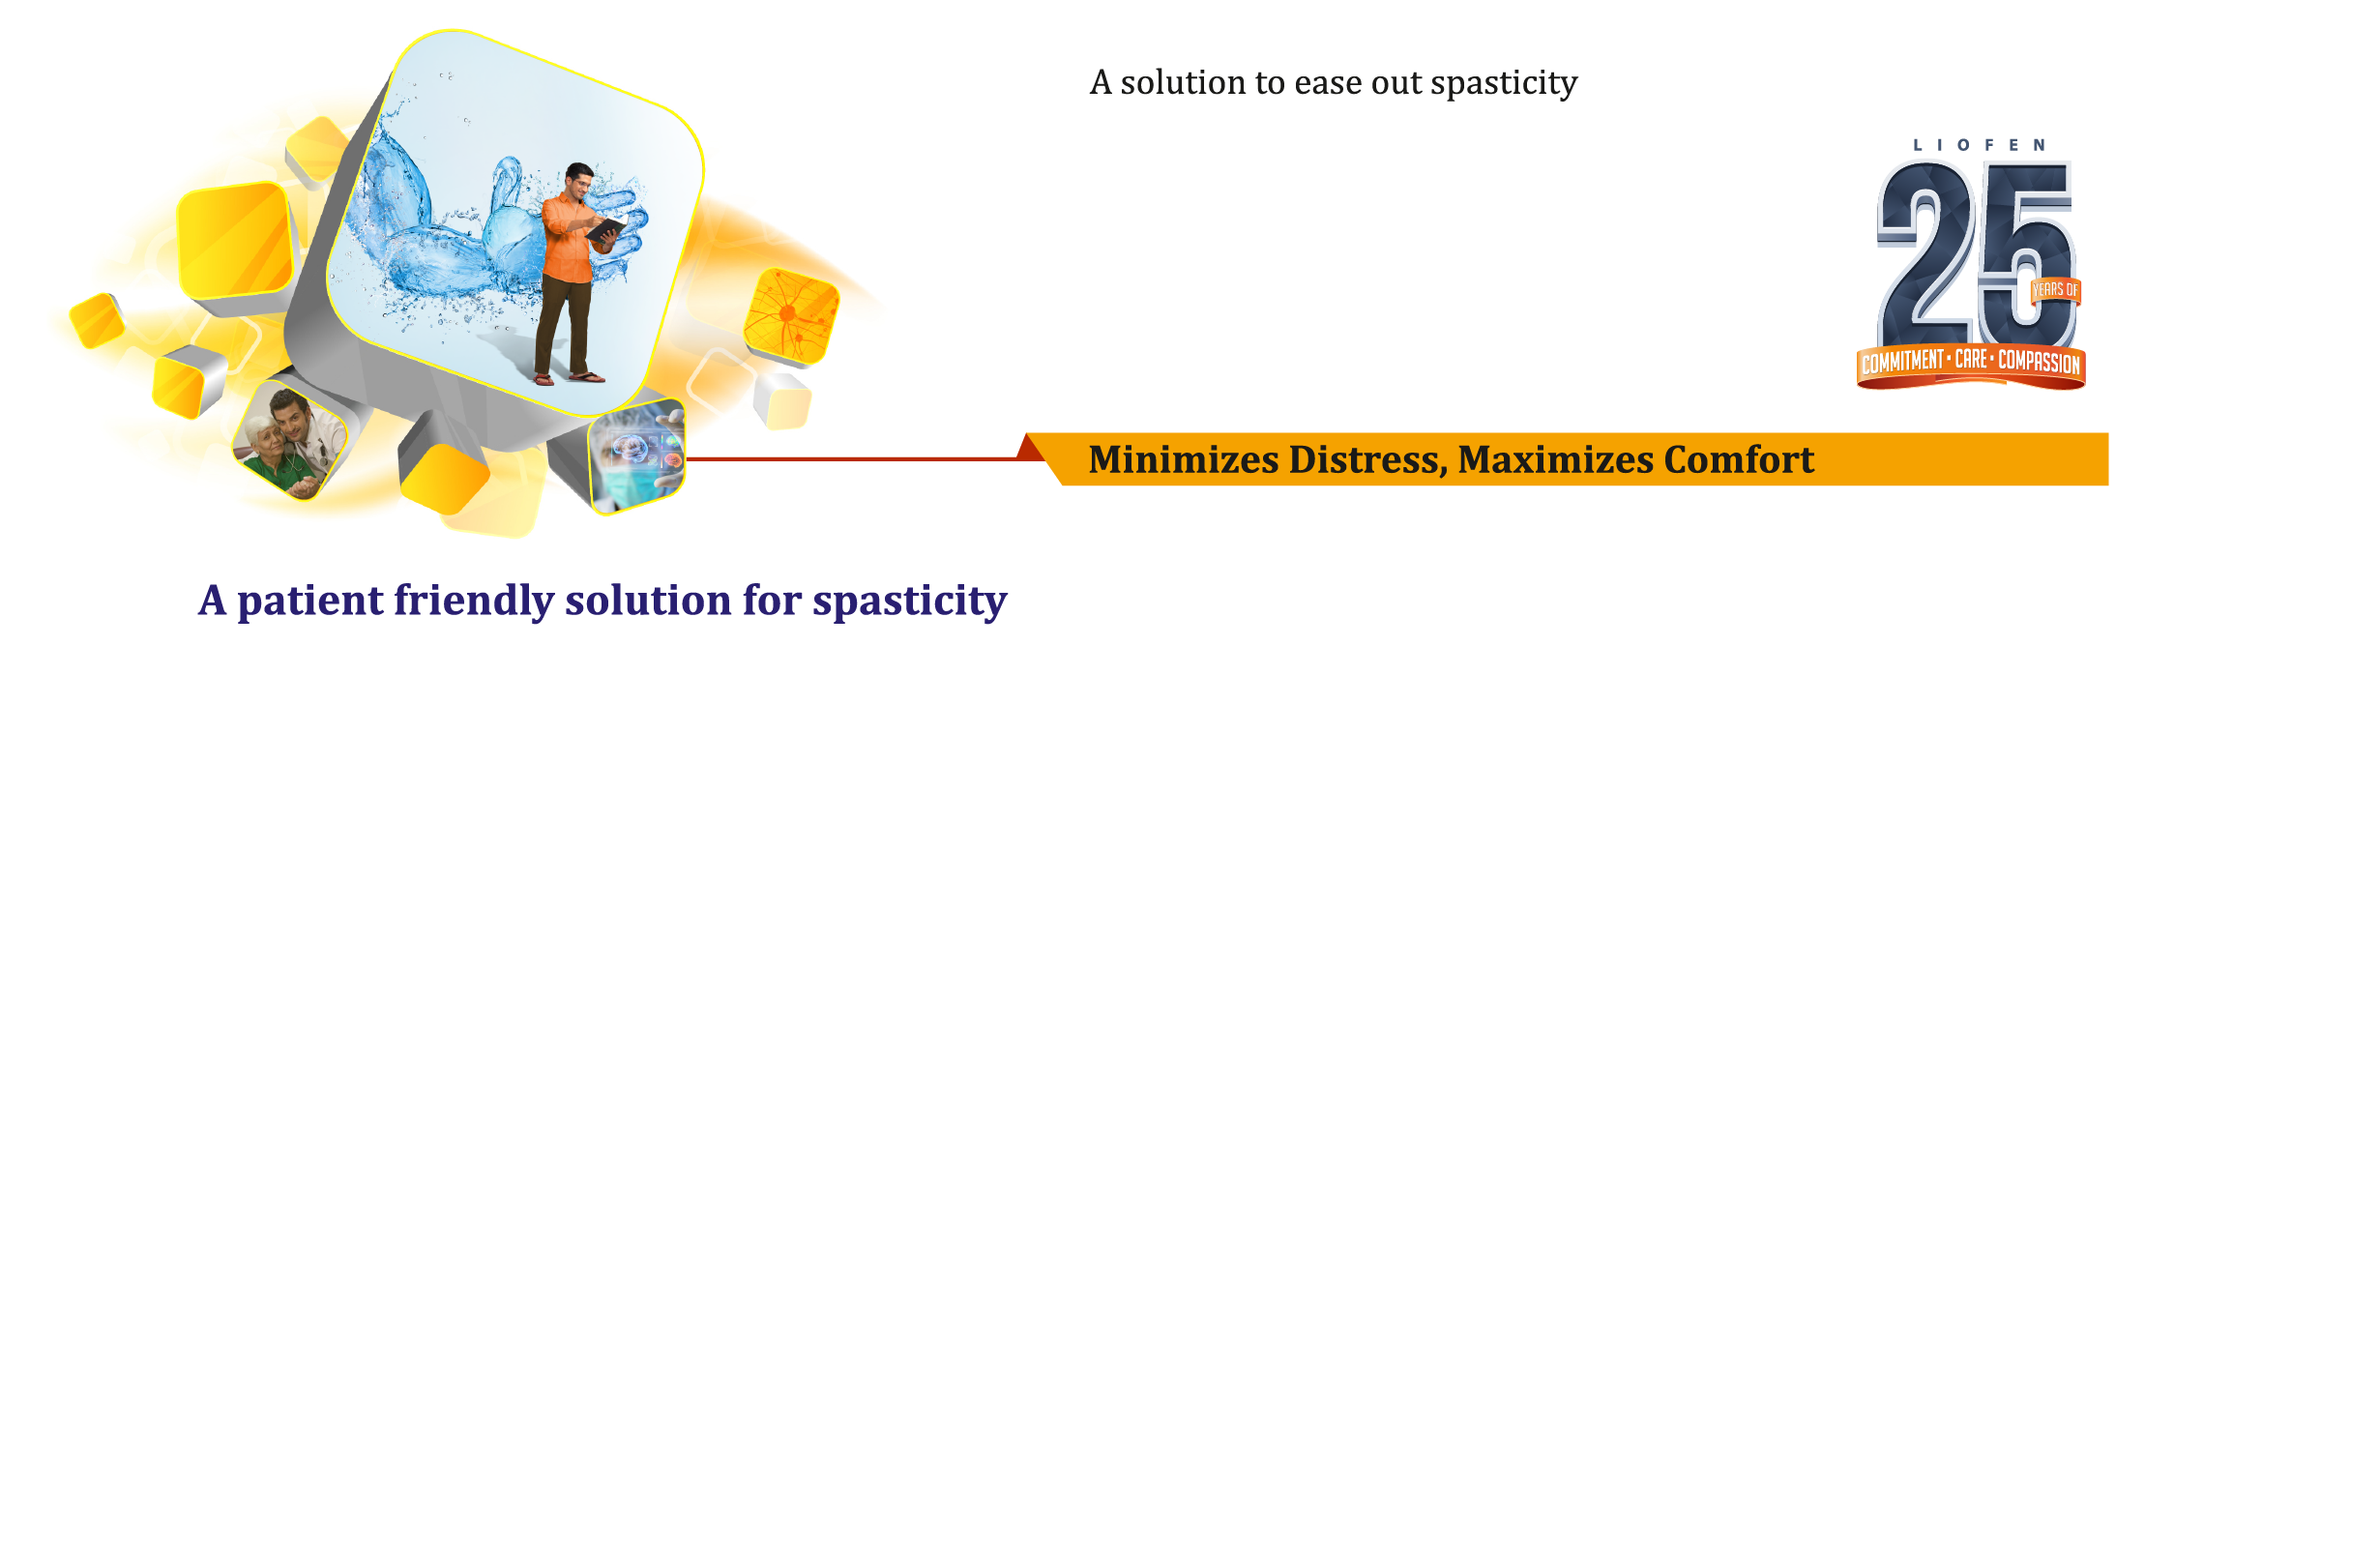 A solution to ease out spasticity
LIOFEN
25
YEARS OF
COMMITMENT • CARE • COMPASSION
Minimizes Distress, Maximizes Comfort
A patient friendly solution for spasticity